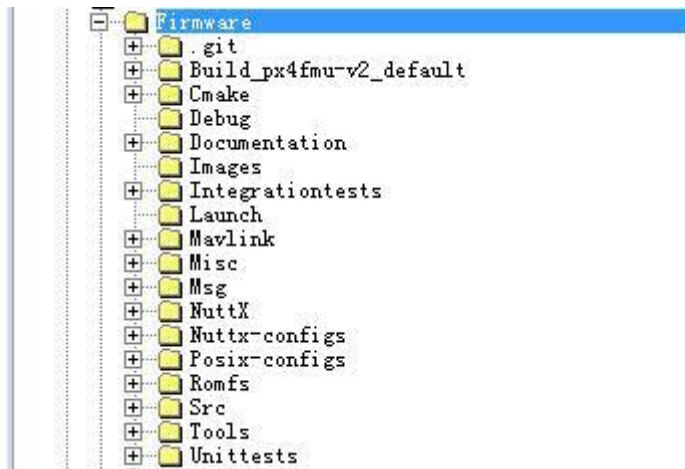 Firmware
.git
Build_px4fmu-v2_default
Cmake
Debug
Documentation
Images
Integrationtests
Launch
Mavlink
Misc
Msg
NuttX
Nuttx-configs
Posix-configs
Romfs
Src
Tools
Unittests